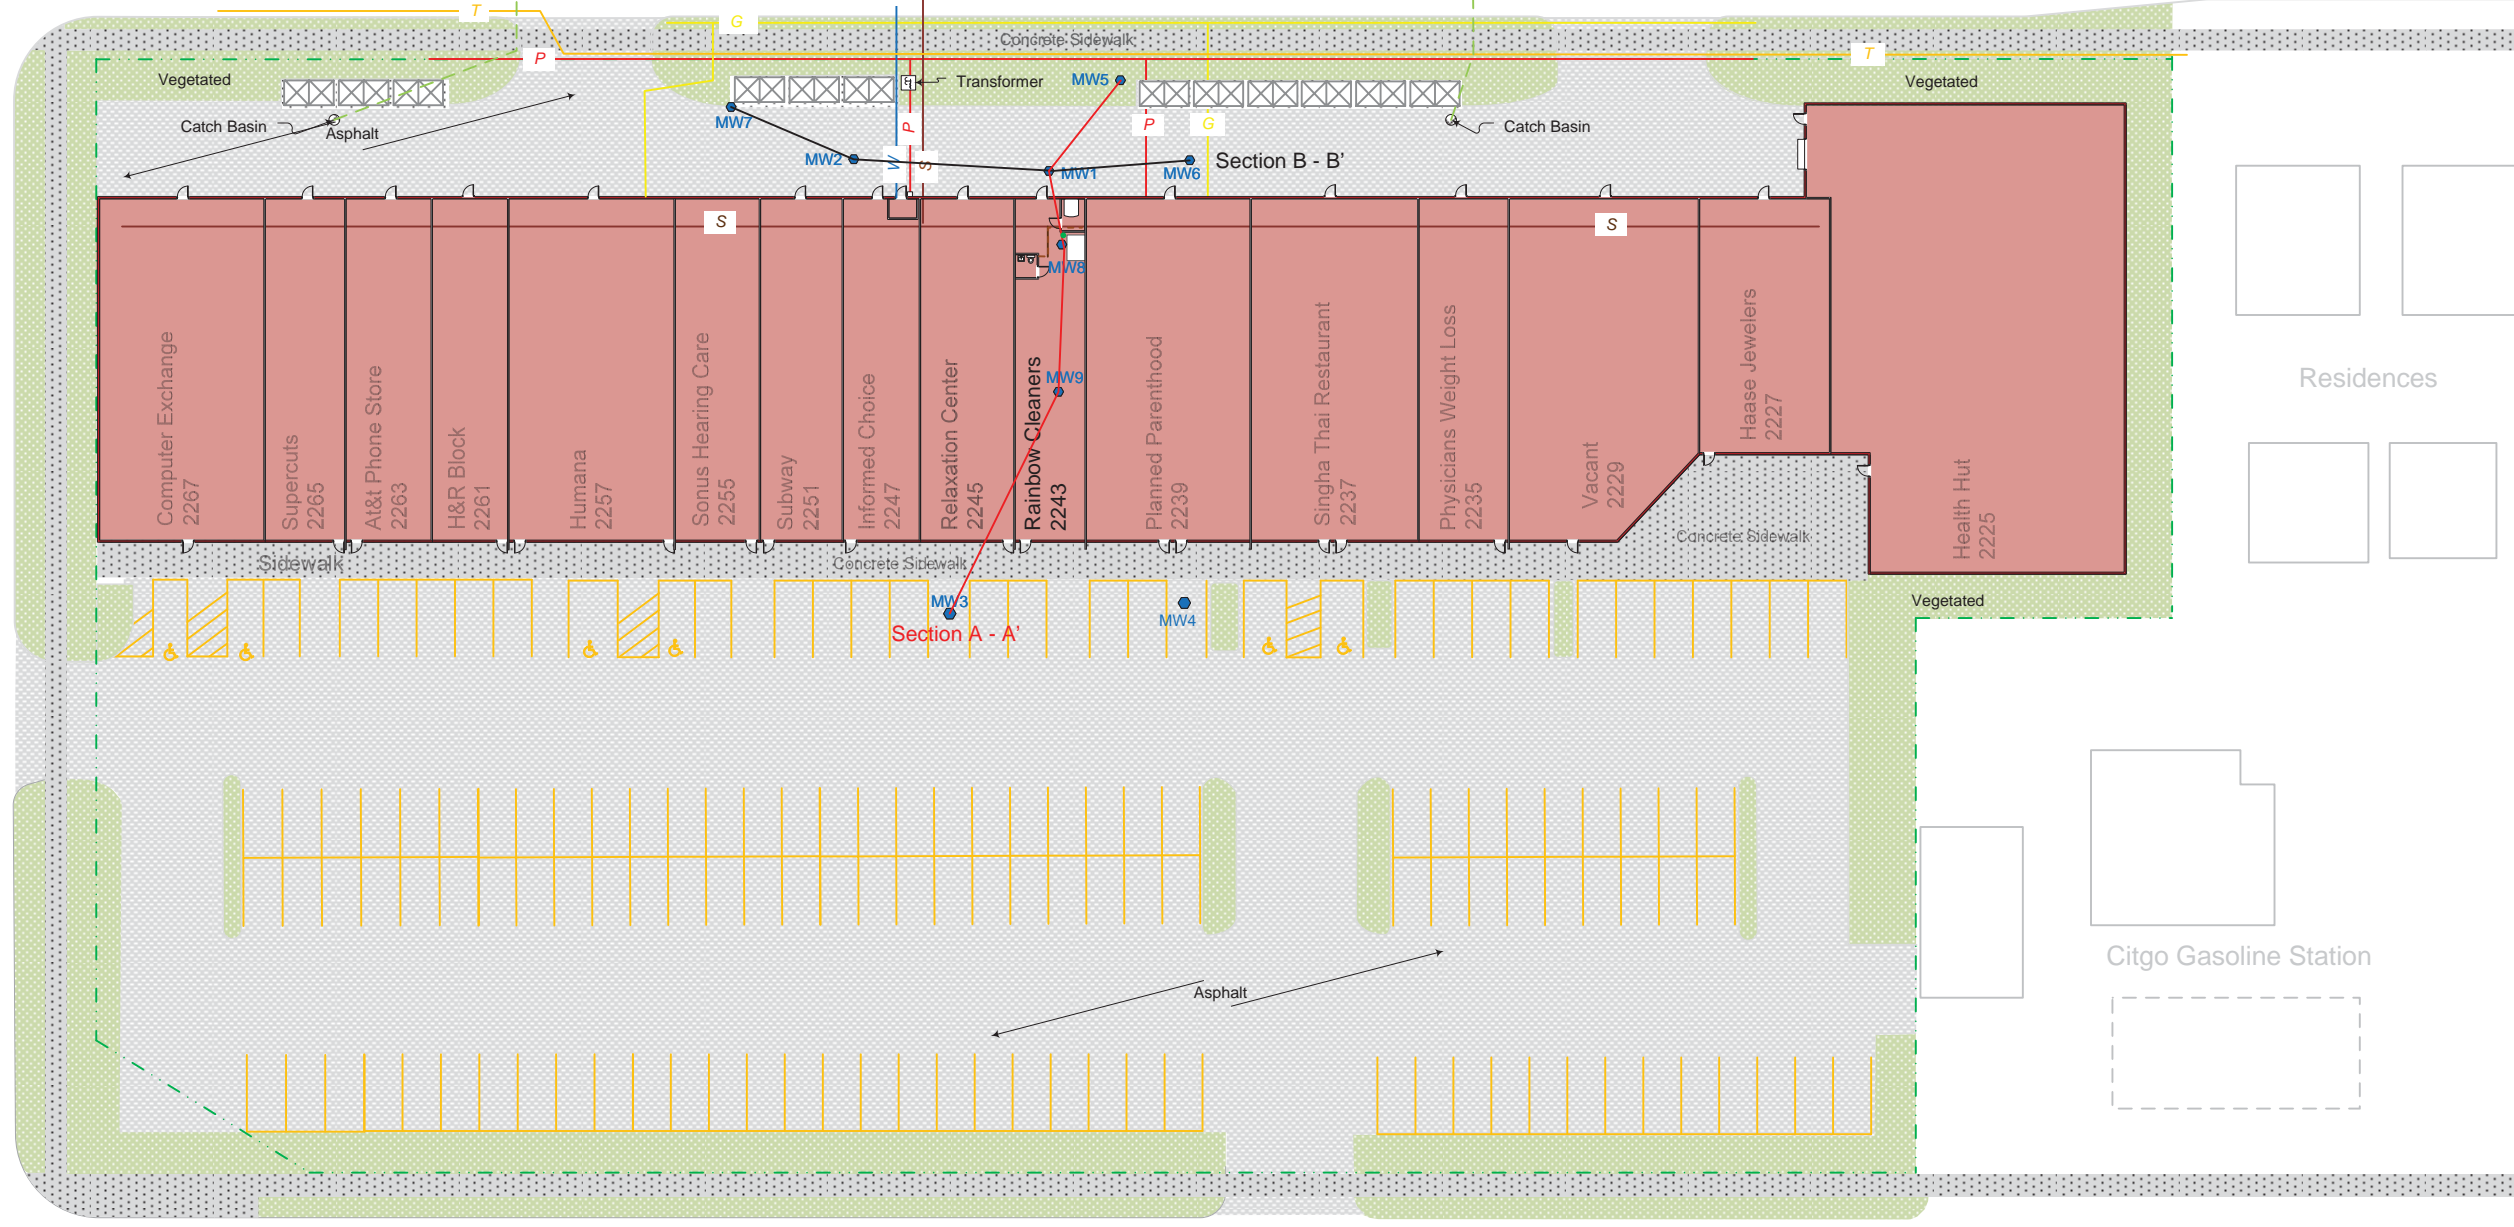 T
G
Concrete Sidewalk
P
T
Vegetated
Transformer
MW5
Vegetated
Catch Basin
Asphalt
MW7
P
P
G
Catch Basin
MW2
W
S
MW1
MW6
Section B - B'
S
S
MW8
MW9
Computer Exchange
2267
Supercuts
2265
At&t Phone Store
2263
H&R Block
2261
Humana
2257
Sonus Hearing Care
2255
Subway
2251
Informed Choice
2247
Relaxation Center
2245
Rainbow Cleaners
2243
Planned Parenthood
2239
Singha Thai Restaurant
2237
Physicians Weight Loss
2235
Vacant
2229
Haase Jewelers
2227
Health Hut
2225
Residences
Sidewalk
Concrete Sidewalk
Concrete Sidewalk
MW3
MW4
Section A - A'
Vegetated
Citgo Gasoline Station
Asphalt